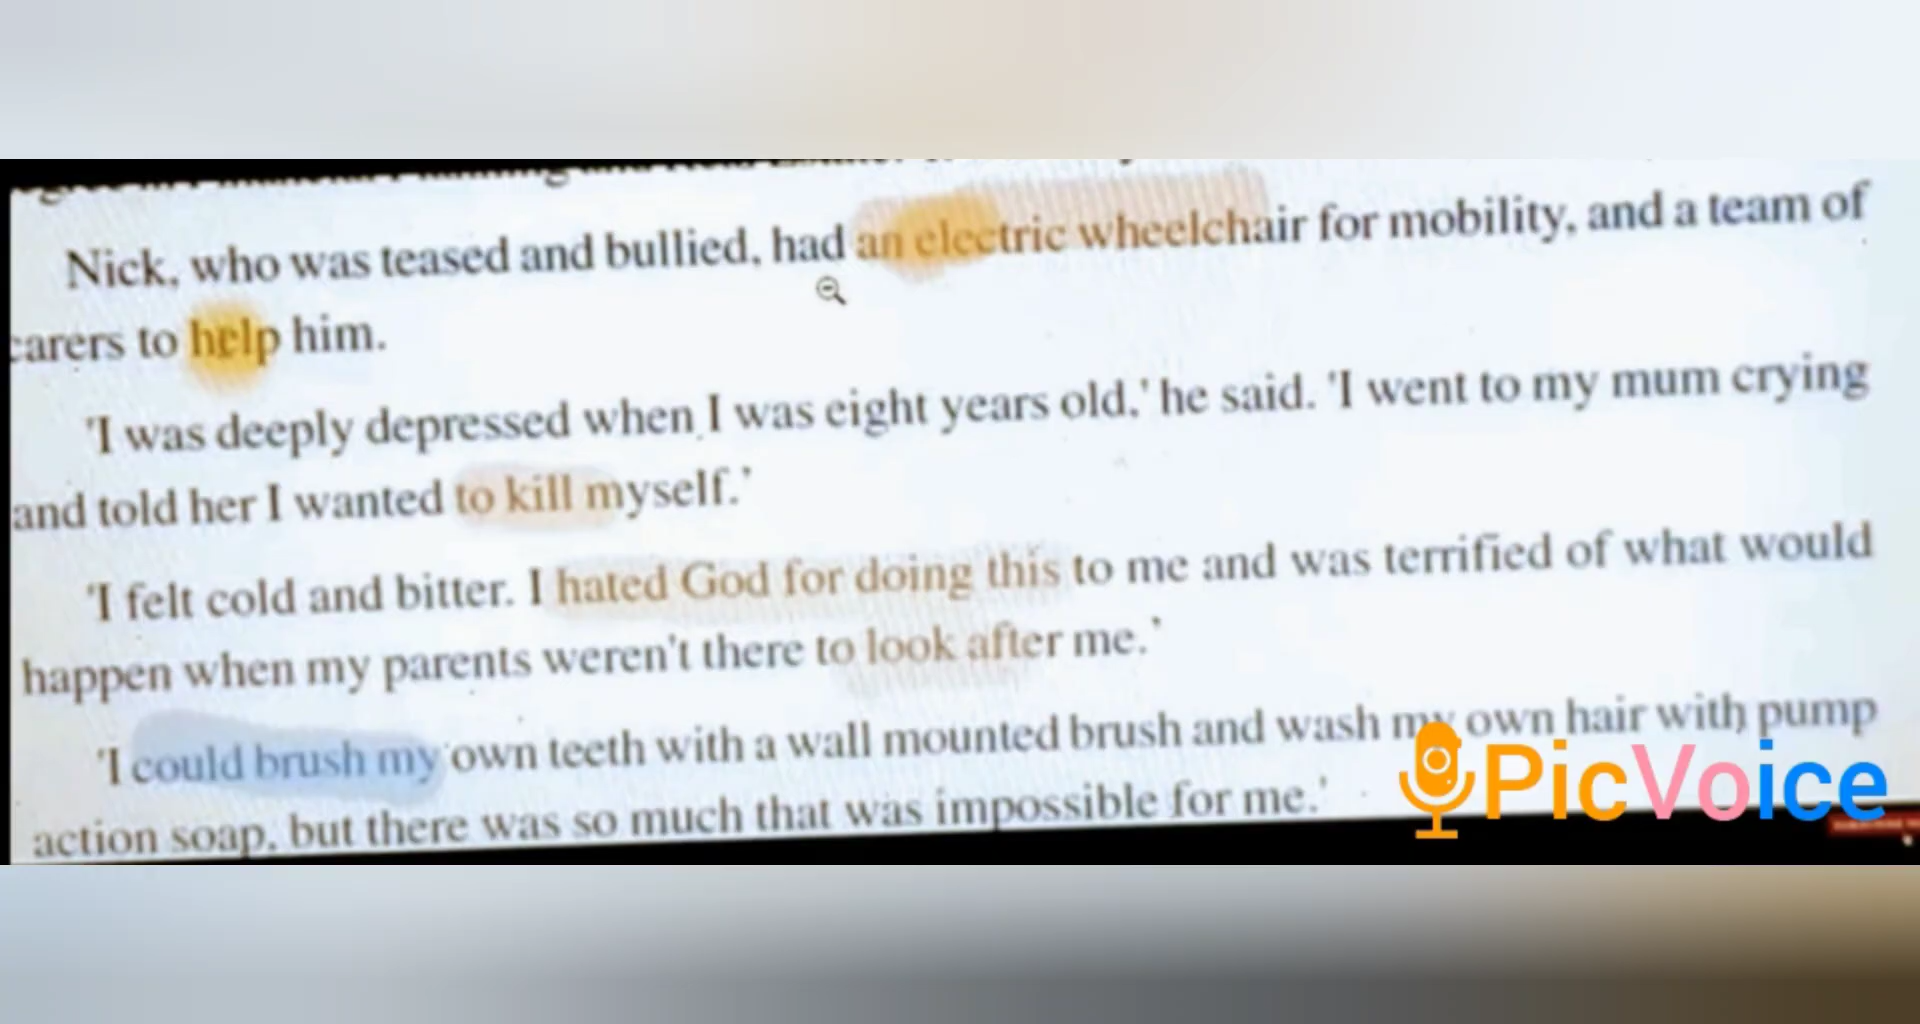 Nick, who was teased and bullied, had an electric wheelchair for mobility, and a team of
carers to help him.
'I was deeply depressed when I was eight years old,' he said. 'I went to my mum crying
and told her I wanted to kill myself.'
'I felt cold and bitter. I hated God for doing this to me and was terrified of what would
happen when my parents weren't there to look after me.'
'I could brush my own teeth with a wall mounted brush and wash my own hair with pump
action soap, but there was so much that was impossible for me.'
PicVoice